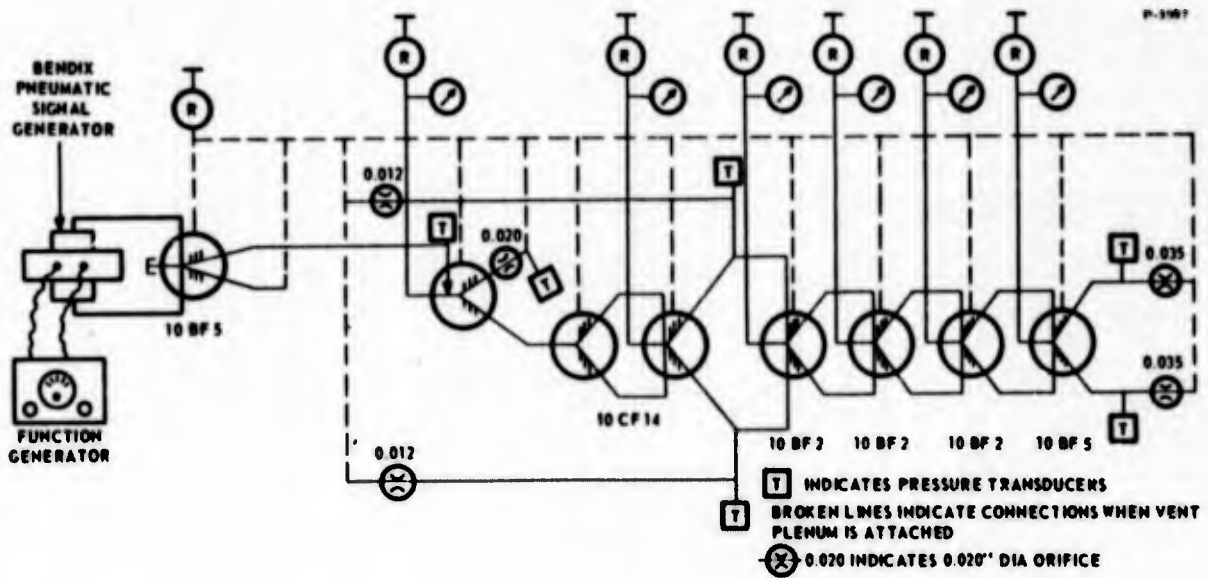 BENDIX
PNEUMATIC
SIGNAL
GENERATOR
R
R
R
R
R
R
R
0.012
T
T
0.020
T
T
0.035
E
10 BF 5
0.035
T
FUNCTION
GENERATOR
10 CF 14
0.012
10 BF 2
10 BF 2
10 BF 2
10 BF 5
T
T INDICATES PRESSURE TRANSDUCERS
BROKEN LINES INDICATE CONNECTIONS WHEN VENT
PLENUM IS ATTACHED
0.020 INDICATES 0.020" DIA ORIFICE